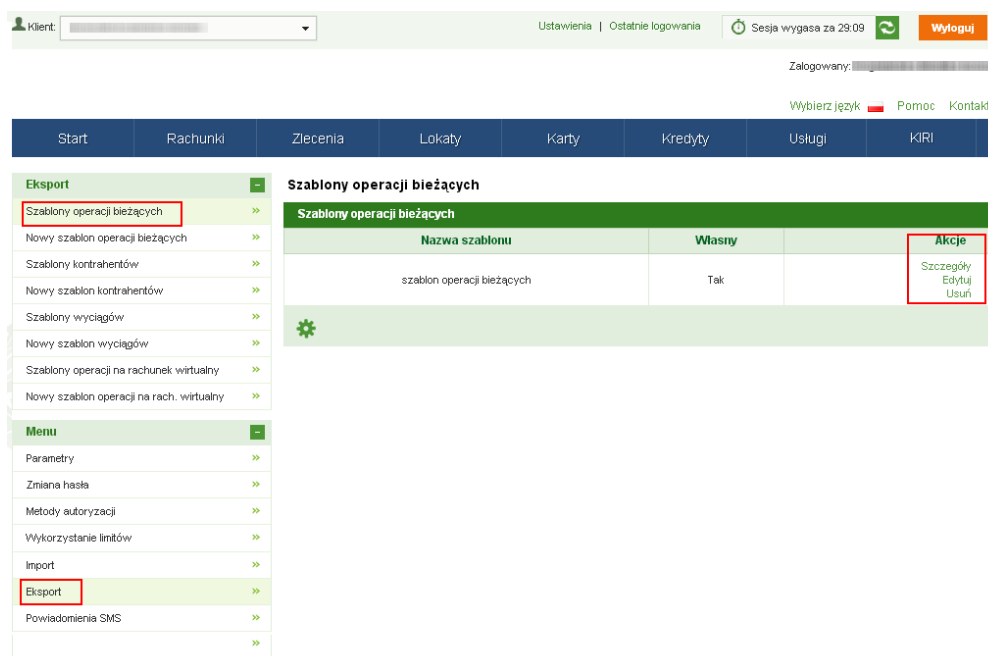 Klient:
Ustawienia | Ostatnie logowania
Sesja wygasa za 29:09
Wyloguj
Zalogowany:
Wybierz język Pomoc Kontakt
Start Rachunki Zlecenia Lokaty Karty Kredyty Usługi KIRI
Eksport
Szablony operacji bieżących
Nowy szablon operacji bieżących
Szablony kontrahentów
Nowy szablon kontrahentów
Szablony wyciągów
Nowy szablon wyciągów
Szablony operacji na rachunek wirtualny
Nowy szablon operacji na rach. wirtualny
Menu
Parametry
Zmiana hasła
Metody autoryzacji
Wykorzystanie limitów
Import
Eksport
Powiadomienia SMS
Szablony operacji bieżących
Szablony operacji bieżących
Nazwa szablonu Własny Akcje
szablon operacji bieżących Tak Szczegóły
Edytuj
Usuń